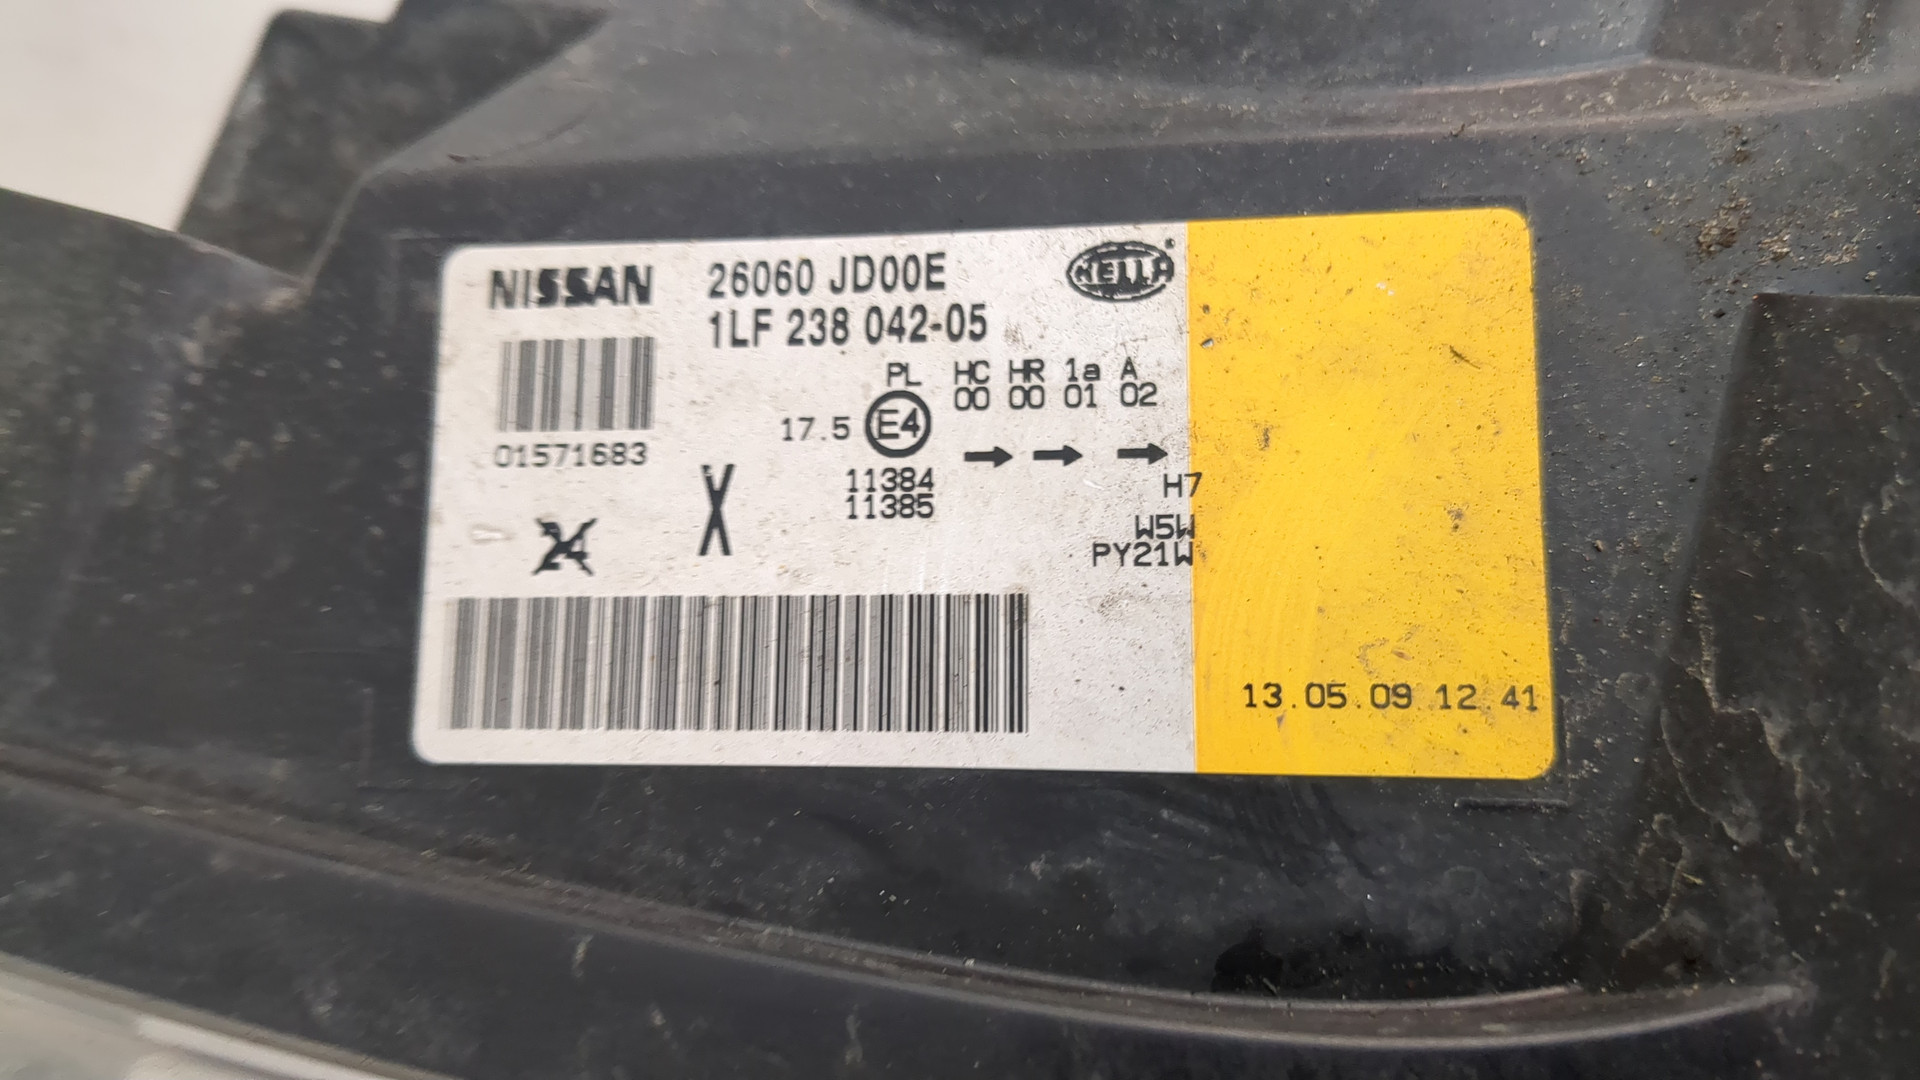 NISSAN 26060 JD00E HELLA
1LF 238 042-05
PL HC HR 1a A
00 00 01 02
17.5 E4
01571683
11384
11385
H7
24 X
W5W
PY21W
13.05.09 12.41